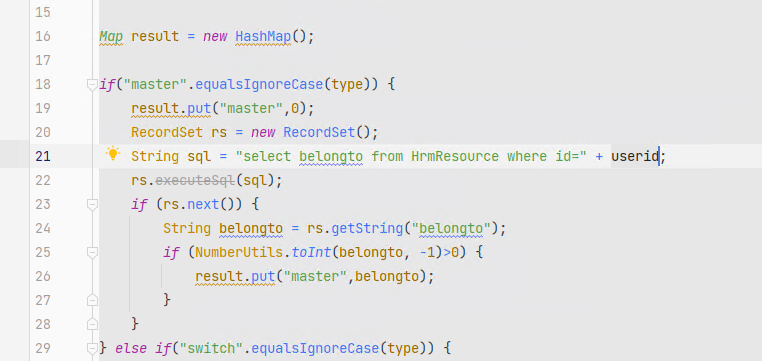 15
16 Map result = new HashMap();
17
18 if("master".equalsIgnoreCase(type)) {
19 result.put("master",0);
20 RecordSet rs = new RecordSet();
21 String sql = "select belongto from HrmResource where id=" + userid;
22 rs.executeSql(sql);
23 if (rs.next()) {
24 String belongto = rs.getString("belongto");
25 if (NumberUtils.toInt(belongto, -1)>0) {
26 result.put("master",belongto);
27 }
28 }
29 } else if("switch".equalsIgnoreCase(type)) {